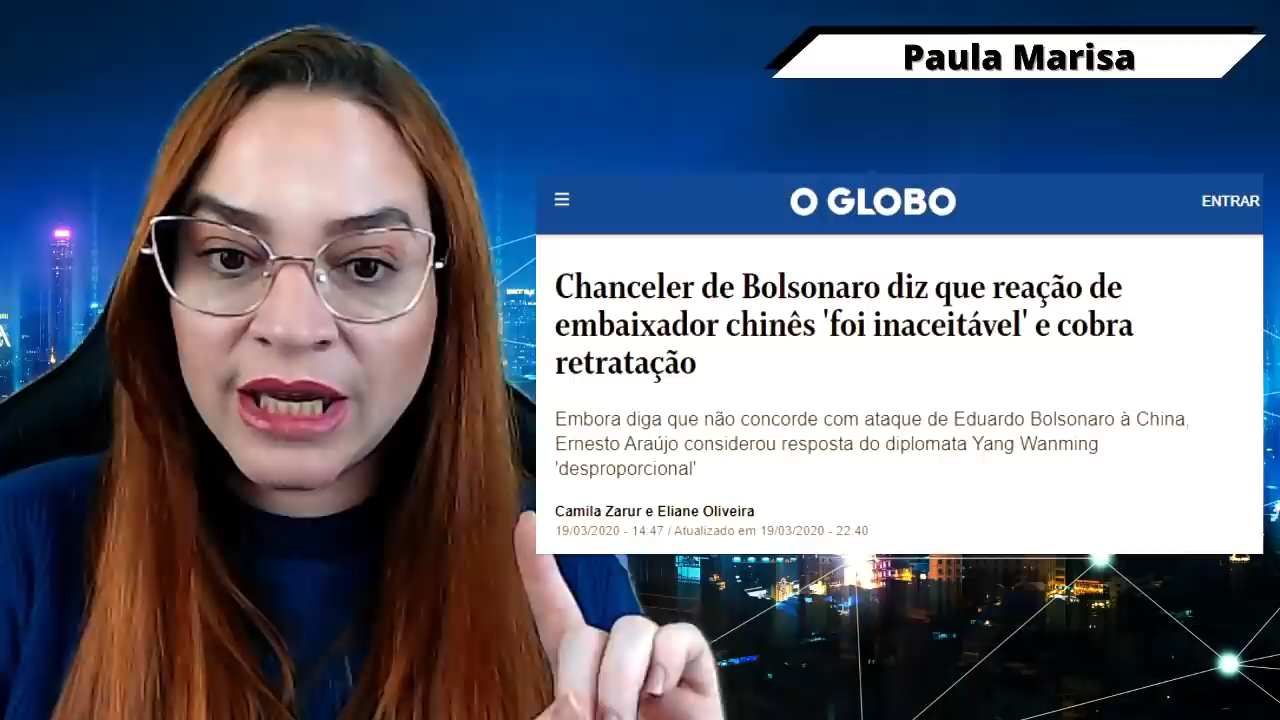 Paula Marisa
O GLOBO
ENTRAR
Chanceler de Bolsonaro diz que reação de
embaixador chinês 'foi inaceitável' e cobra
retratação
Embora diga que não concorde com ataque de Eduardo Bolsonaro à China,
Ernesto Araújo considerou resposta do diplomata Yang Wanming
'desproporcional'
Camila Zarur e Eliane Oliveira
19/03/2020 - 14:47 / Atualizado em 19/03/2020 - 22:40